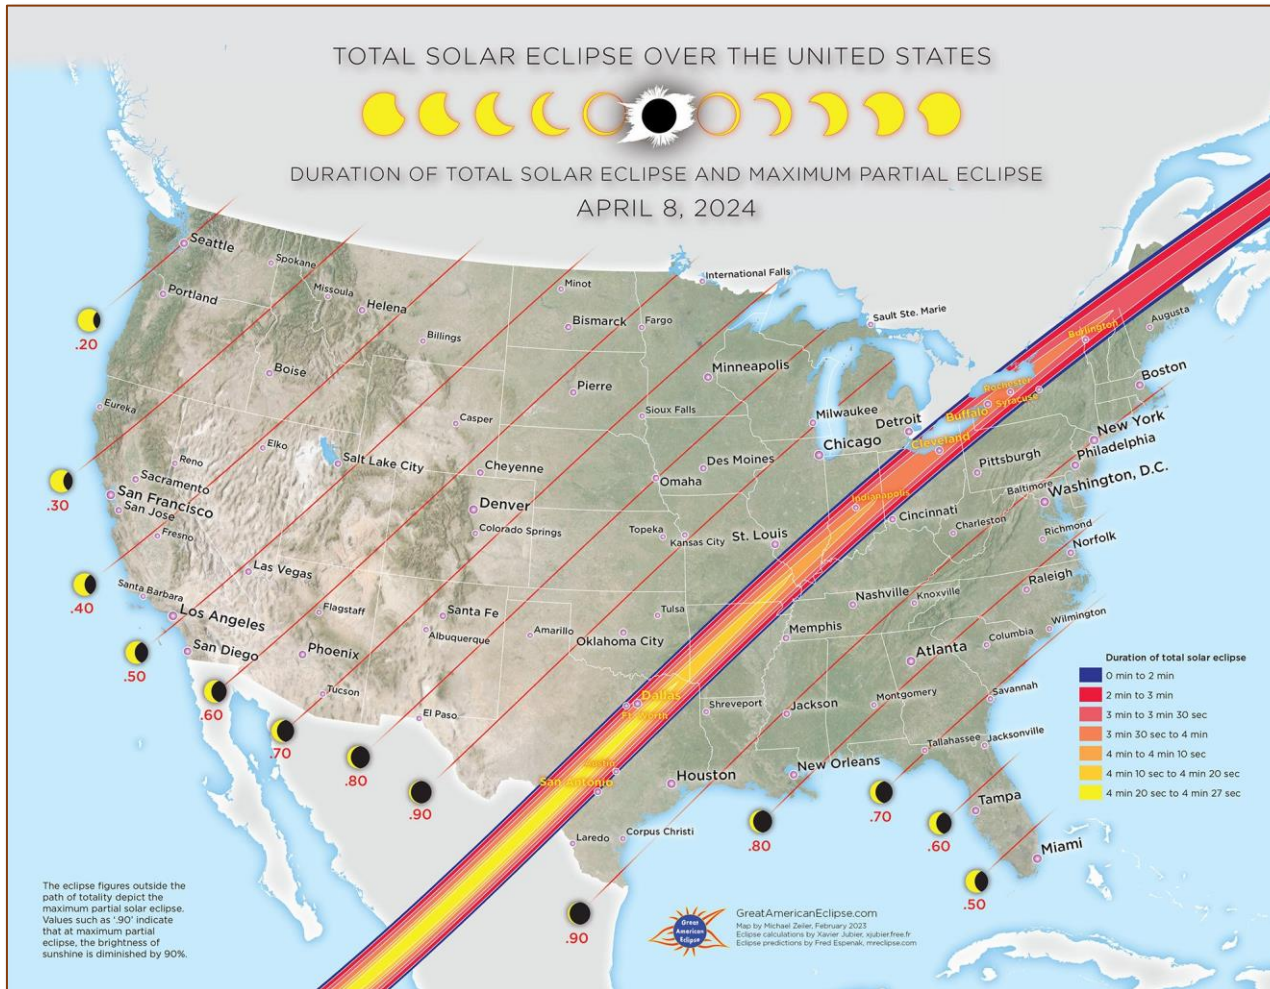 TOTAL SOLAR ECLIPSE OVER THE UNITED STATES
DURATION OF TOTAL SOLAR ECLIPSE AND MAXIMUM PARTIAL ECLIPSE
APRIL 8, 2024
Seattle
Spokane
Portland
Missoula
Helena
Minot
International Falls
Bismarck
Fargo
Sault Ste. Marie
Burlington
Augusta
.20
Billings
Boise
Minneapolis
Pierre
Rochester
Boston
Eureka
Casper
Sioux Falls
Milwaukee
Buffalo
Syracuse
Detroit
New York
Elko
Chicago
Cleveland
Philadelphia
Reno
Salt Lake City
Cheyenne
Des Moines
Pittsburgh
Sacramento
Omaha
Baltimore
Washington, D.C.
San Francisco
San Jose
.30
Denver
Indianapolis
Cincinnati
Charleston
Richmond
Fresno
Colorado Springs
Topeka
Kansas City
St. Louis
Norfolk
Las Vegas
Raleigh
.40
Santa Barbara
Los Angeles
Flagstaff
Santa Fe
Tulsa
Nashville
Knoxville
Wilmington
Albuquerque
Amarillo
Oklahoma City
Memphis
Columbia
San Diego
Phoenix
Atlanta
.50
Tucson
Dallas
Ft. Worth
Shreveport
Jackson
Montgomery
Savannah
.60
El Paso
Tallahassee
Jacksonville
.70
Austin
San Antonio
Houston
New Orleans
.80
Tampa
.90
Laredo
Corpus Christi
.80
.70
.60
Miami
.50
.90
Duration of total solar eclipse
0 min to 2 min
2 min to 3 min
3 min to 3 min 30 sec
3 min 30 sec to 4 min
4 min to 4 min 10 sec
4 min 10 sec to 4 min 20 sec
4 min 20 sec to 4 min 27 sec
The eclipse figures outside the
path of totality depict the
maximum partial solar eclipse.
Values such as '.90' indicate
that at maximum partial
eclipse, the brightness of
sunshine is diminished by 90%.
Great
American
Eclipse
GreatAmericanEclipse.com
Map by Michael Zeiler, February 2023
Eclipse calculations by Xavier Jubier, xjubier.free.fr
Eclipse predictions by Fred Espenak, mreclipse.com